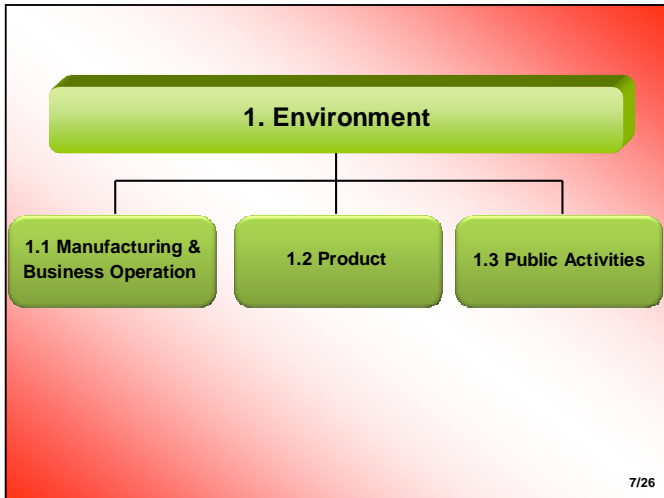 1. Environment
1.1 Manufacturing &
Business Operation
1.2 Product
1.3 Public Activities
7/26